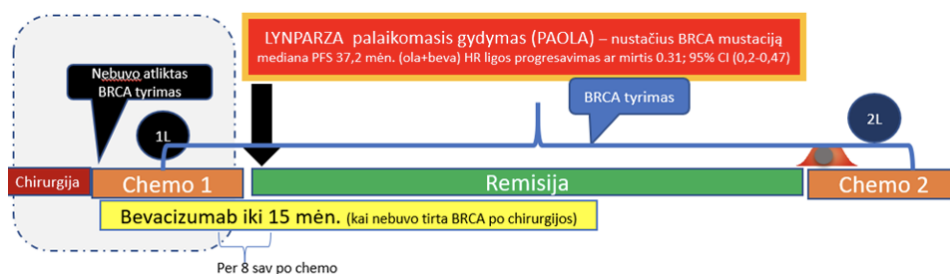 LYNPARZA palaikomasis gydymas (PAOLA) – nustačius BRCA mustaciją
mediana PFS 37,2 mėn. (ola+beva) HR ligos progresavimas ar mirtis 0.31; 95% CI (0,2-0,47)
Nebuvo atliktas
BRCA tyrimas
BRCA tyrimas
1L
2L
Chirurgija
Chemo 1
Remisija
Chemo 2
Bevacizumab iki 15 mėn. (kai nebuvo tirta BRCA po chirurgijos)
Per 8 sav po chemo